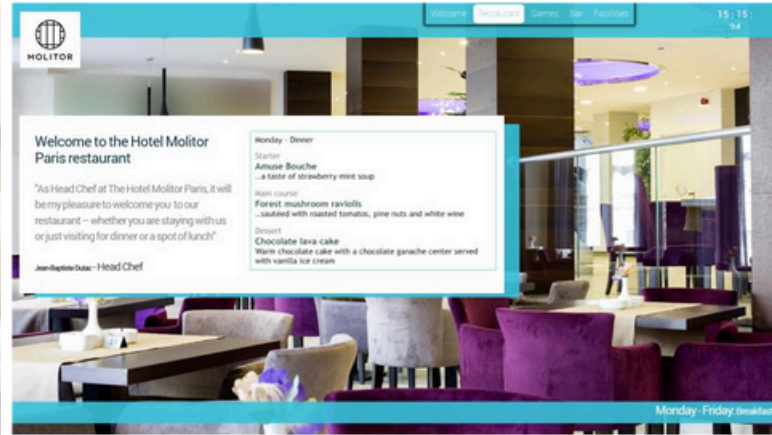 MOLITOR
Welcome Restaurant Games Bar Facilities
15:15:
24
Welcome to the Hotel Molitor
Paris restaurant
"As Head Chef at The Hotel Molitor Paris, it will
be my pleasure to welcome you to our
restaurant – whether you are staying with us
or just visiting for dinner or a spot of lunch"
Jean-Baptiste Dutac - Head Chef
Monday - Dinner
Starter
Amuse Bouche
...a taste of strawberry mint soup
Main course
Forest mushroom raviolis
...sautéed with roasted tomatos, pine nuts and white wine
Dessert
Chocolate lava cake
Warm chocolate cake with a chocolate ganache center served
with vanilla ice cream
Monday - Friday: Breakfast